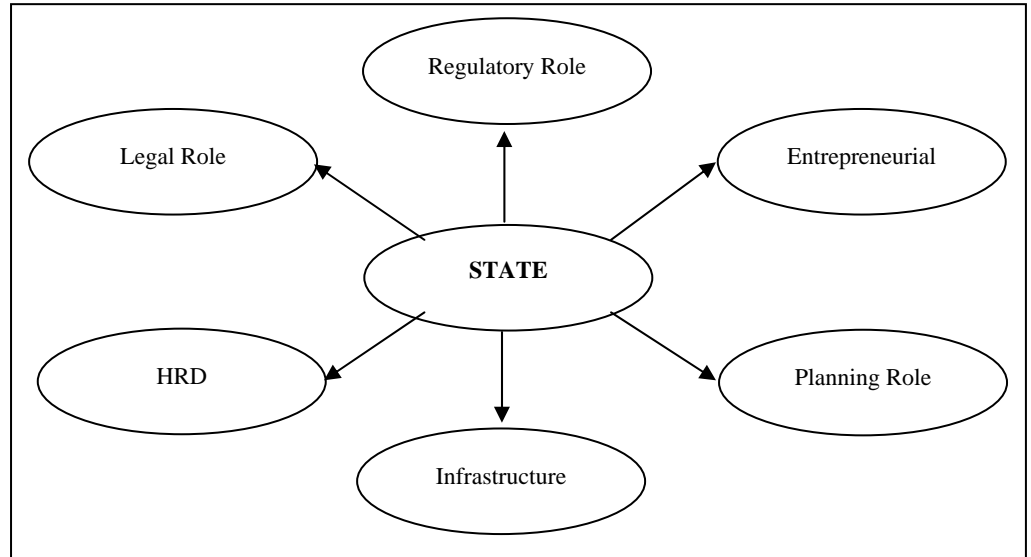 Regulatory Role
Legal Role
Entrepreneurial
STATE
HRD
Planning Role
Infrastructure